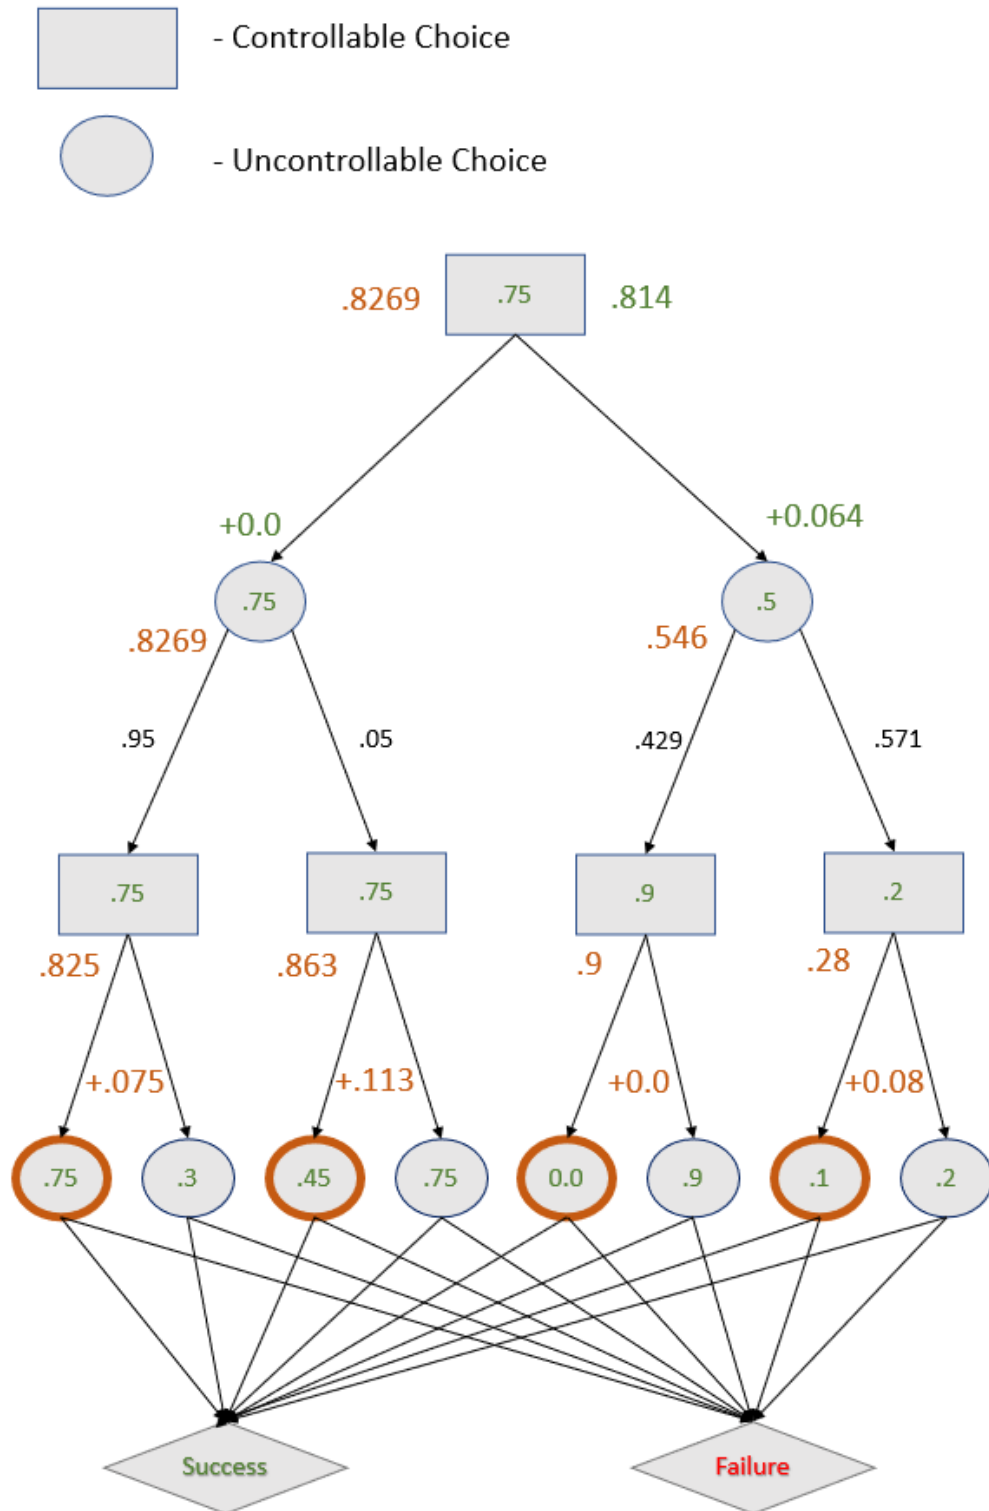 - Controllable Choice
- Uncontrollable Choice
.8269 .75 .814
+0.0 +0.064
.75 .5
.8269 .546
.95 .05 .429 .571
.75 .75 .9 .2
.825 .863 .9 .28
+.075 +.113 +0.0 +0.08
.75 .3 .45 .75 0.0 .9 .1 .2
Success Failure